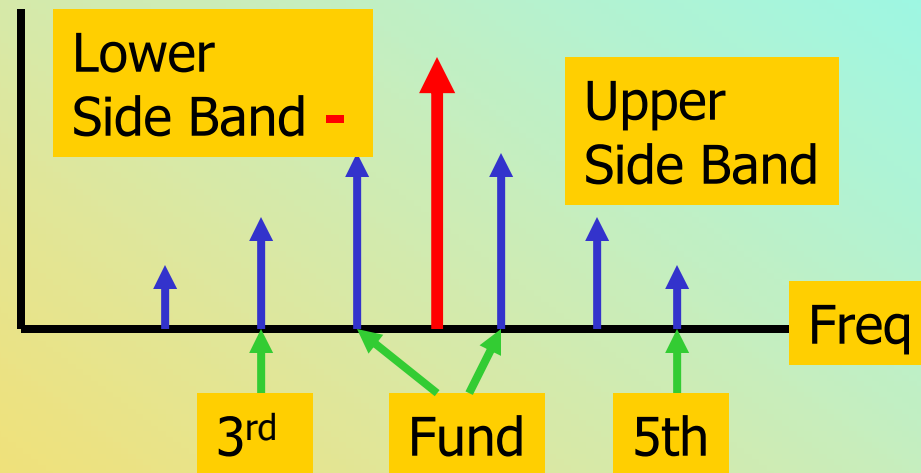 Lower
Side Band -
Upper
Side Band
Freq
3rd
Fund
5th